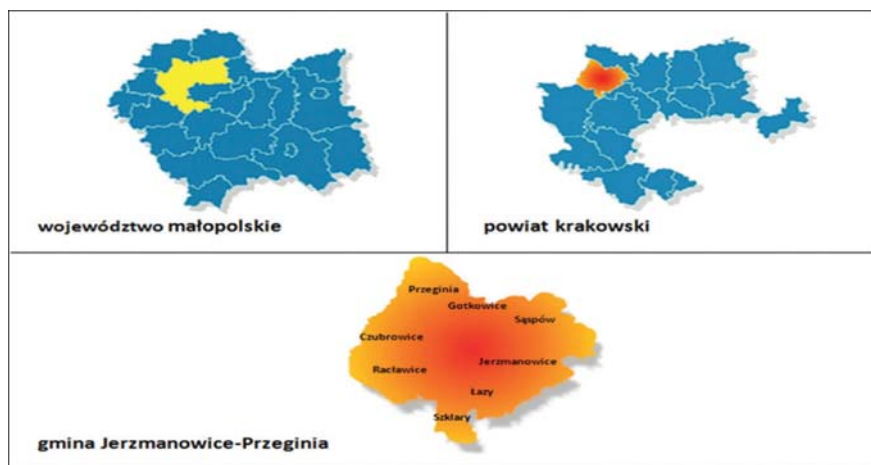 województwo małopolskie
powiat krakowski
Przeginia
Gotkowice
Sąspów
Czubrowice
Jerzmanowice
Racławice
Łazy
Szklary
gmina Jerzmanowice-Przeginia